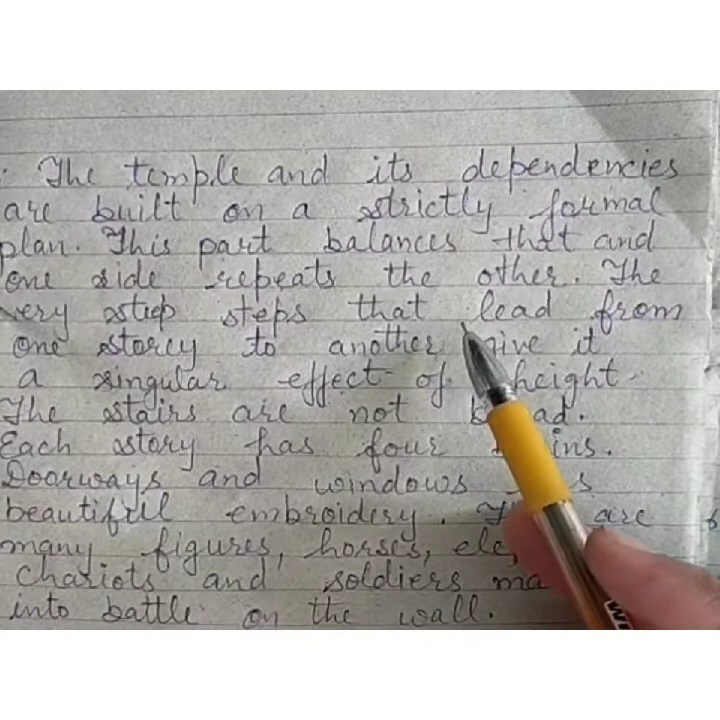 The temple and its dependencies
are built on a strictly formal
plan. This part balances that and
one side repeats the other. The
very steep steps that lead from
one storey to another give it
a singular effect of height.
The stairs are not
Each story has four
Doorways and windows
beautiful embroidery. are
many figures, horses,
chariots and soldiers
into battle on the wall.